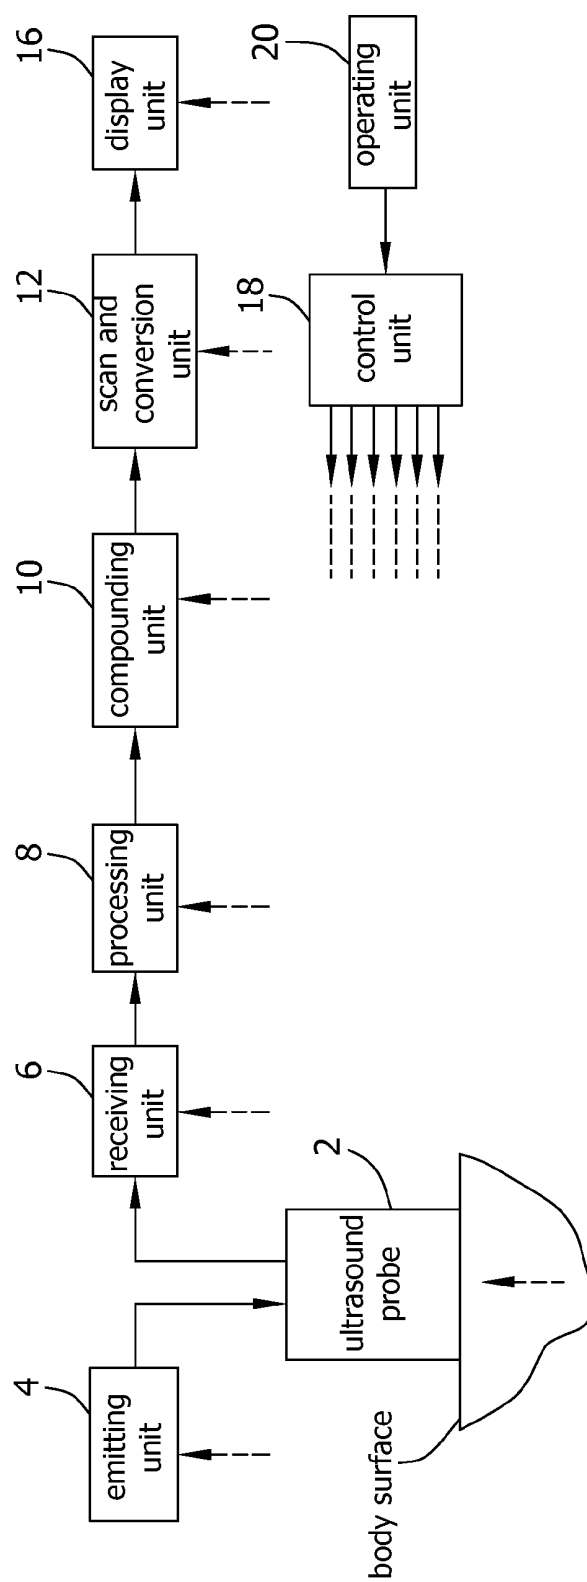 4
emitting
unit
6
receiving
unit
8
processing
unit
10
compounding
unit
12
scan and
conversion
unit
16
display
unit
body surface
ultrasound
probe
2
18
control
unit
20
operating
unit